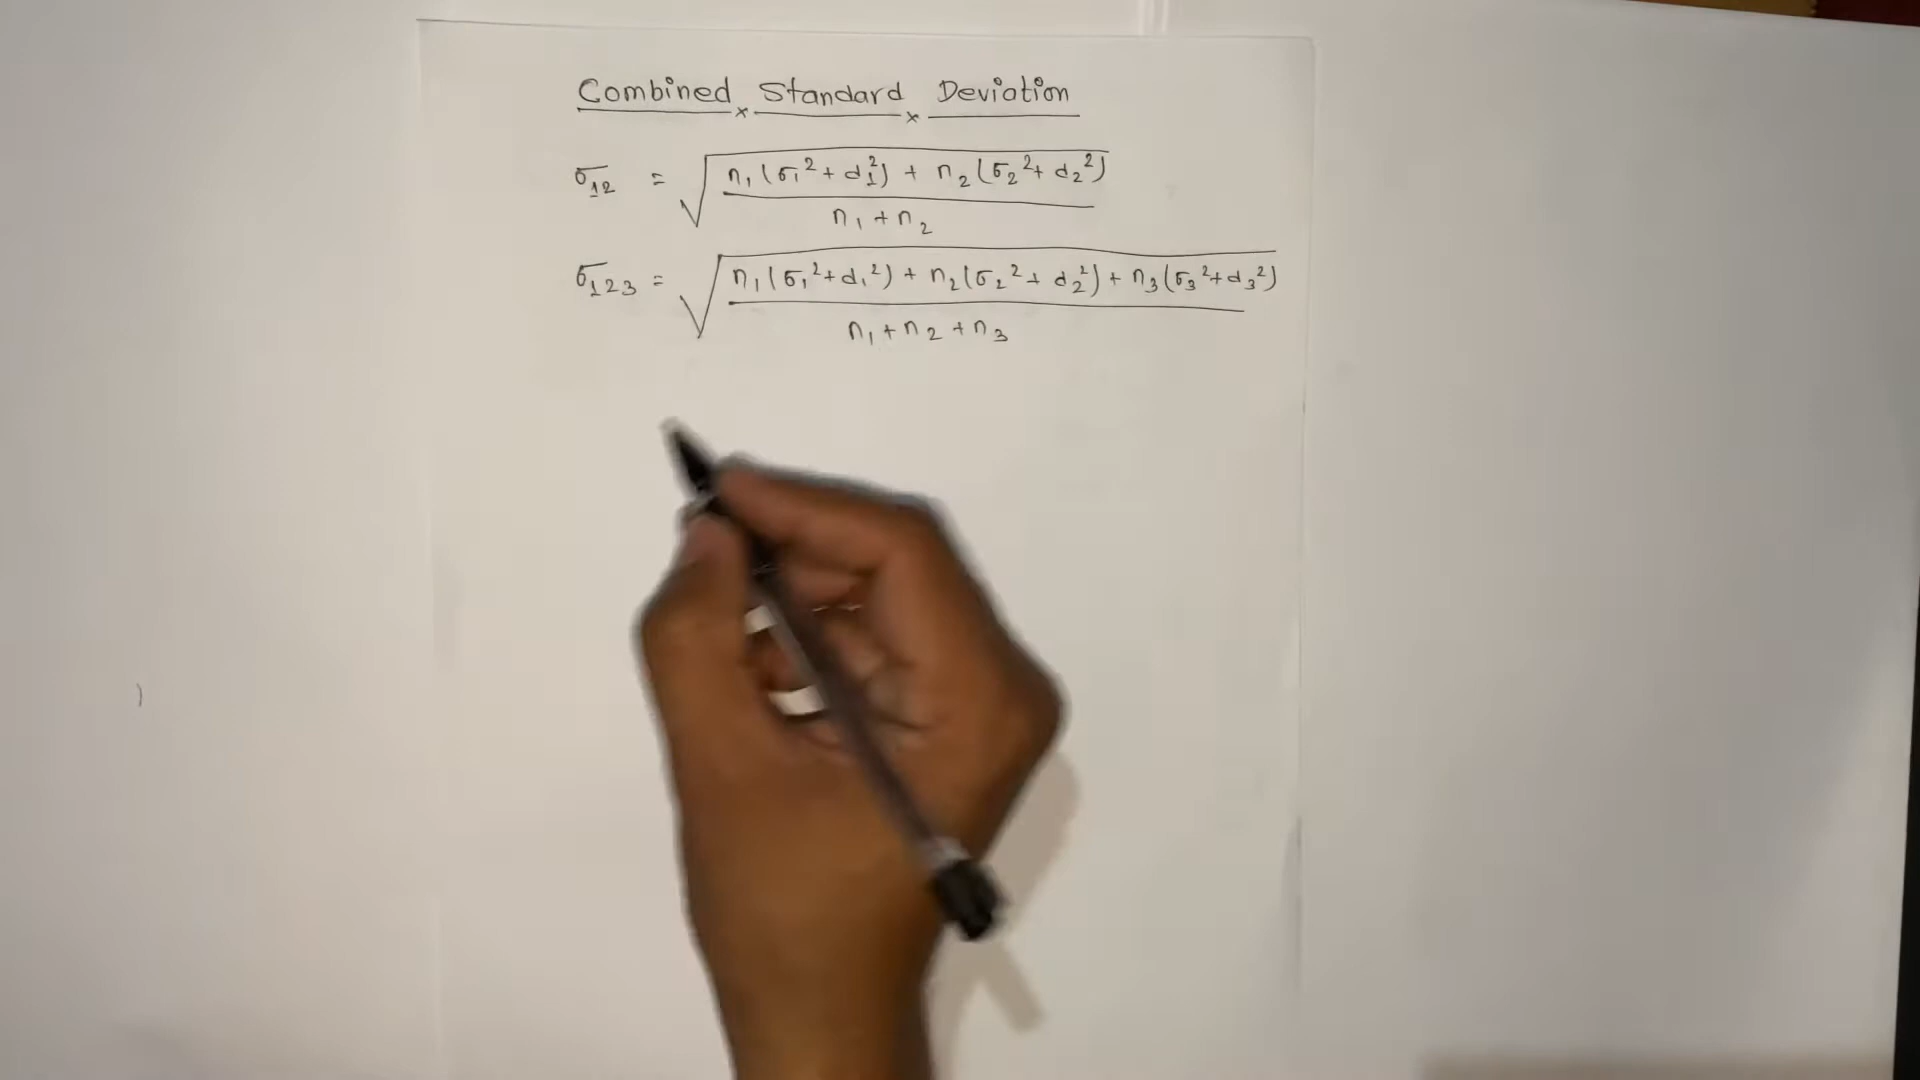 Combined Standard Deviation
σ₁₂ = √((n₁(σ₁² + d₁²) + n₂(σ₂² + d₂²)) / (n₁ + n₂))
σ₁₂₃ = √((n₁(σ₁² + d₁²) + n₂(σ₂² + d₂²) + n₃(σ₃² + d₃²)) / (n₁ + n₂ + n₃))